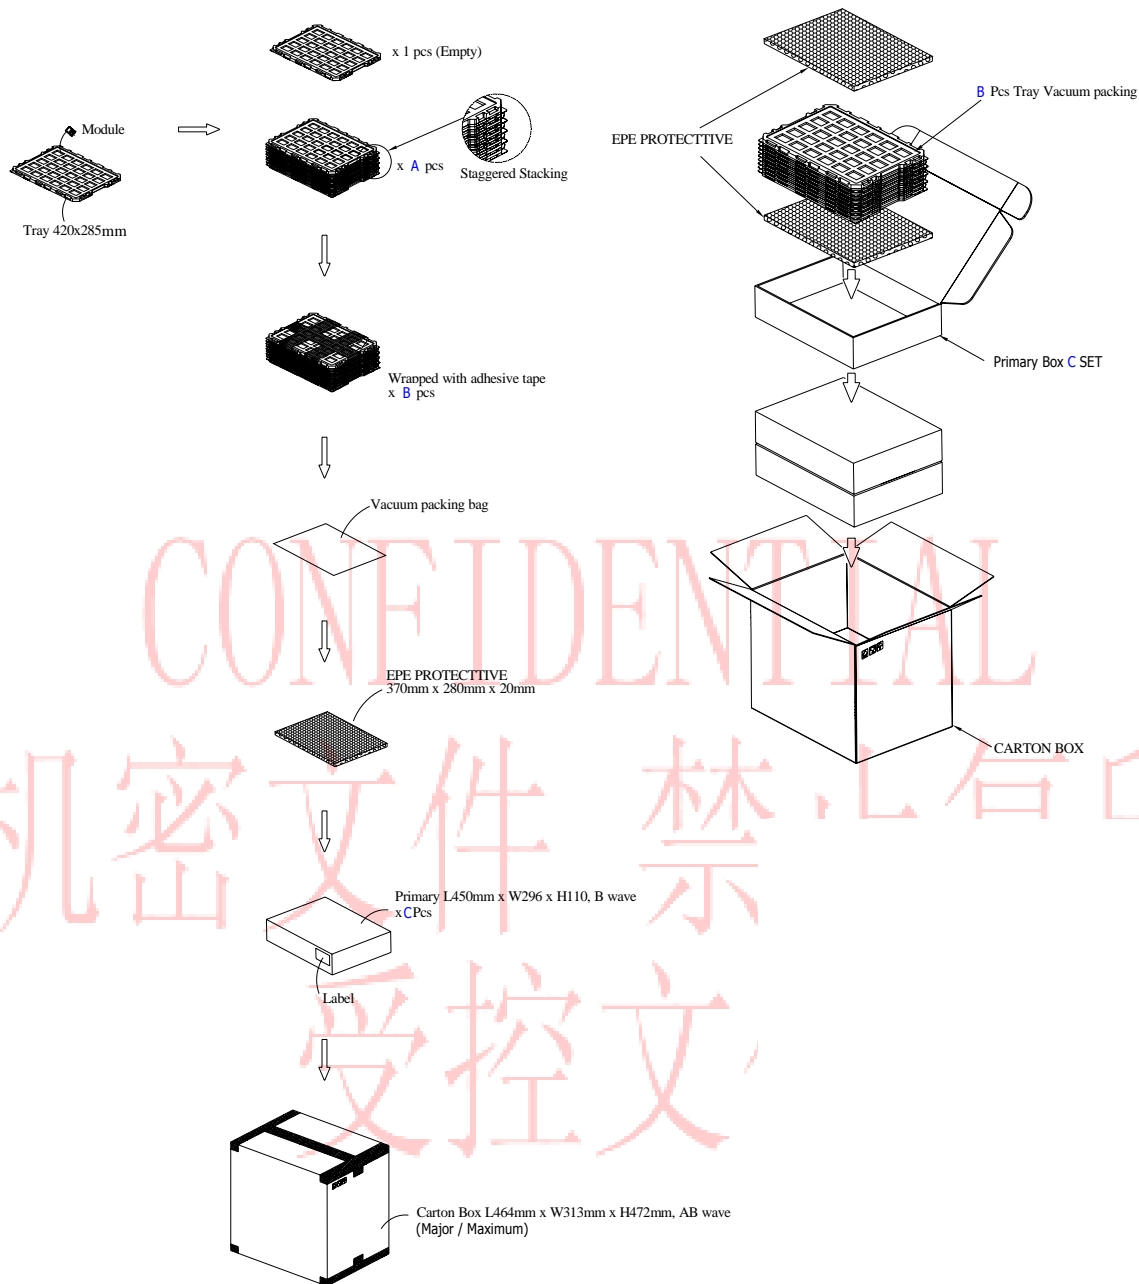 x 1 pcs (Empty)
Module
Tray 420x285mm
x A pcs
Staggered Stacking
Wrapped with adhesive tape
x B pcs
Vacuum packing bag
EPE PROTECTTIVE
370mm x 280mm x 20mm
Primary L450mm x W296 x H110, B wave
xCPcs
Label
Carton Box L464mm x W313mm x H472mm, AB wave
(Major / Maximum)
B Pcs Tray Vacuum packing
EPE PROTECTTIVE
Primary Box C SET
CARTON BOX
CONFIDENTIAL
机密文件 禁止
受控文